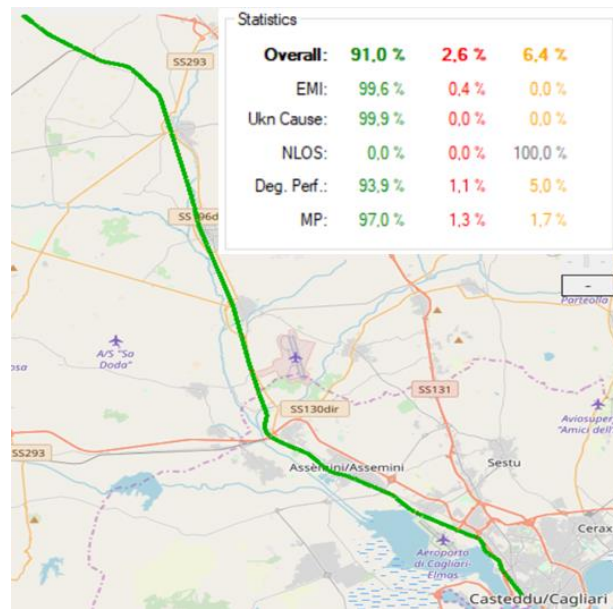 Statistics
Overall: 91,0 % 2,6 % 6,4 %
EMI: 99,6 % 0,4 % 0,0 %
Ukn Cause: 99,9 % 0,0 % 0,0 %
NLOS: 0,0 % 0,0 % 100,0 %
Deg. Perf.: 93,9 % 1,1 % 5,0 %
MP: 97,0 % 1,3 % 1,7 %
SS293
-
Parteolla
A/S "Sa
Doda"
SS131
SS130dir
Aviosuper
"Amici dell
SS293
Assemini/Assemini
Sestu
Cerax
Aeroporto
di Cagliari-
Elmas
Casteddu/Cagliari